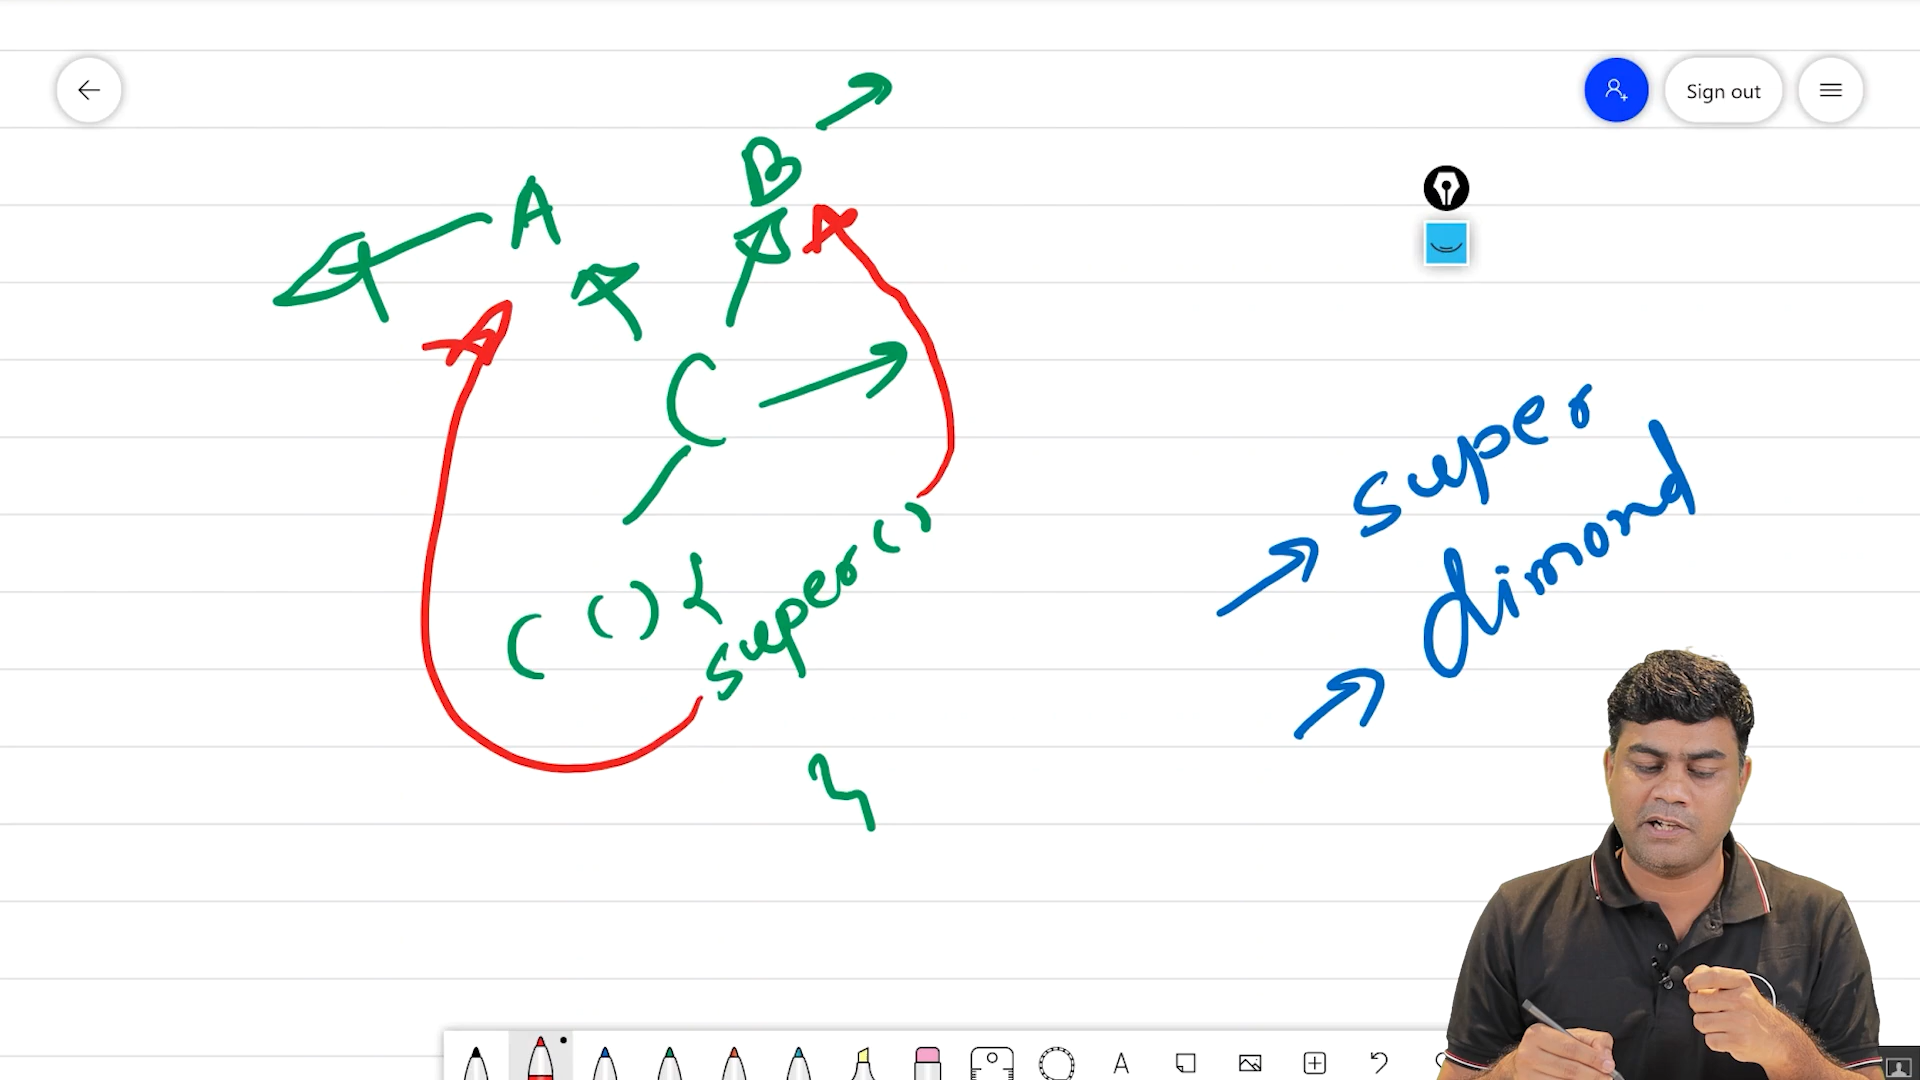 Sign out
B
A
C
super
dimond
C () {
super()
}
A